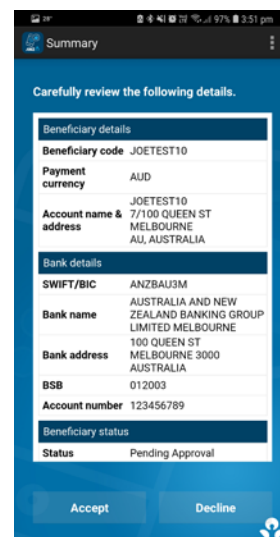 28° 97% 3:51 pm
Summary
Carefully review the following details.
Beneficiary details
Beneficiary code JOETEST10
Payment
currency AUD
Account name &
address JOETEST10
7/100 QUEEN ST
MELBOURNE
AU, AUSTRALIA
Bank details
SWIFT/BIC ANZBAU3M
Bank name AUSTRALIA AND NEW
ZEALAND BANKING GROUP
LIMITED MELBOURNE
Bank address 100 QUEEN ST
MELBOURNE 3000
AUSTRALIA
BSB 012003
Account number 123456789
Beneficiary status
Status Pending Approval
Accept Decline